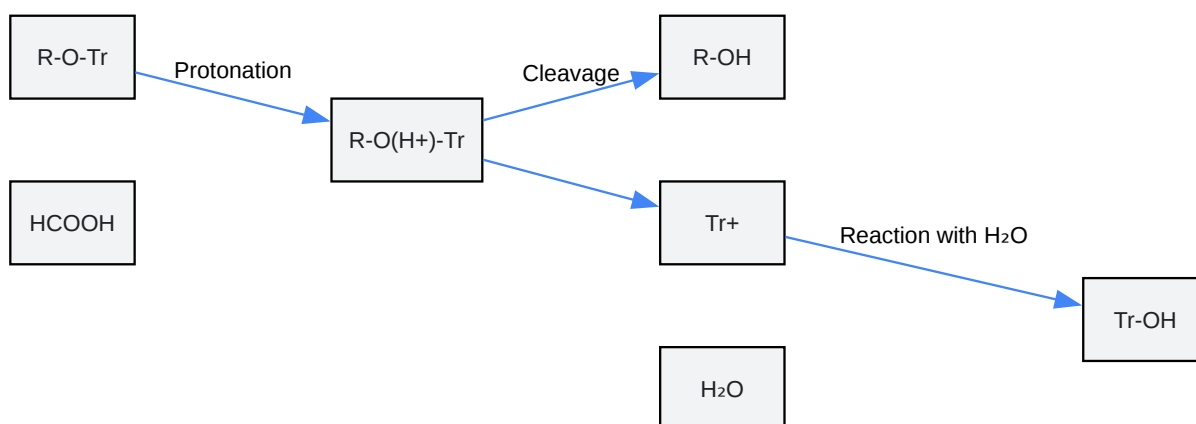 R-O-Tr
Protonation
R-O(H+)-Tr
Cleavage
R-OH
HCOOH
Tr+
Reaction with H₂O
Tr-OH
H₂O